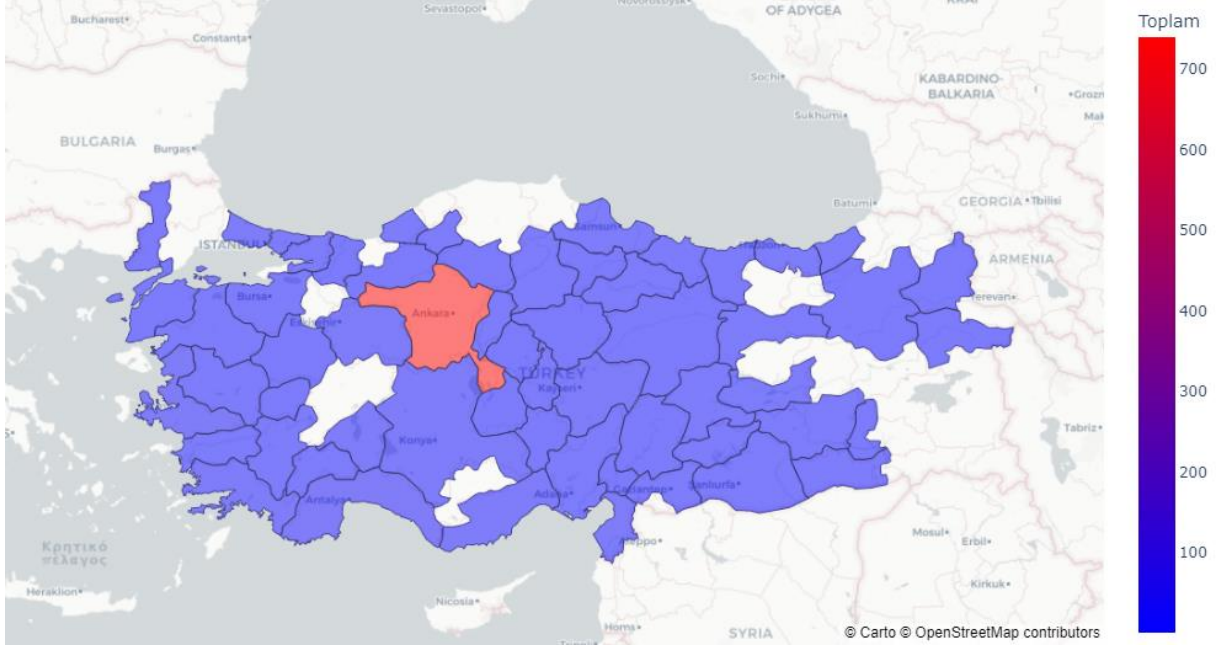 Toplam
700
600
500
400
300
200
100
Bucharest
Constanța
Sevastopol
OF ADYGEA
Sochi
KABARDINO-
BALKARIA
Sukhumi
BULGARIA
Burgas
Batumi
GEORGIA
Tbilisi
ISTANBUL
Samsun
ARMENIA
Yerevan
Bursa
Eskişehir
Ankara
TURKEY
Kayseri
Konya
Tabriz
Antalya
Adana
Gaziantep
Şanlıurfa
Κρητικό
πέλαγος
Aleppo
Mosul
Erbil
Kirkuk
Heraklion
Nicosia
Homs
SYRIA
© Carto © OpenStreetMap contributors